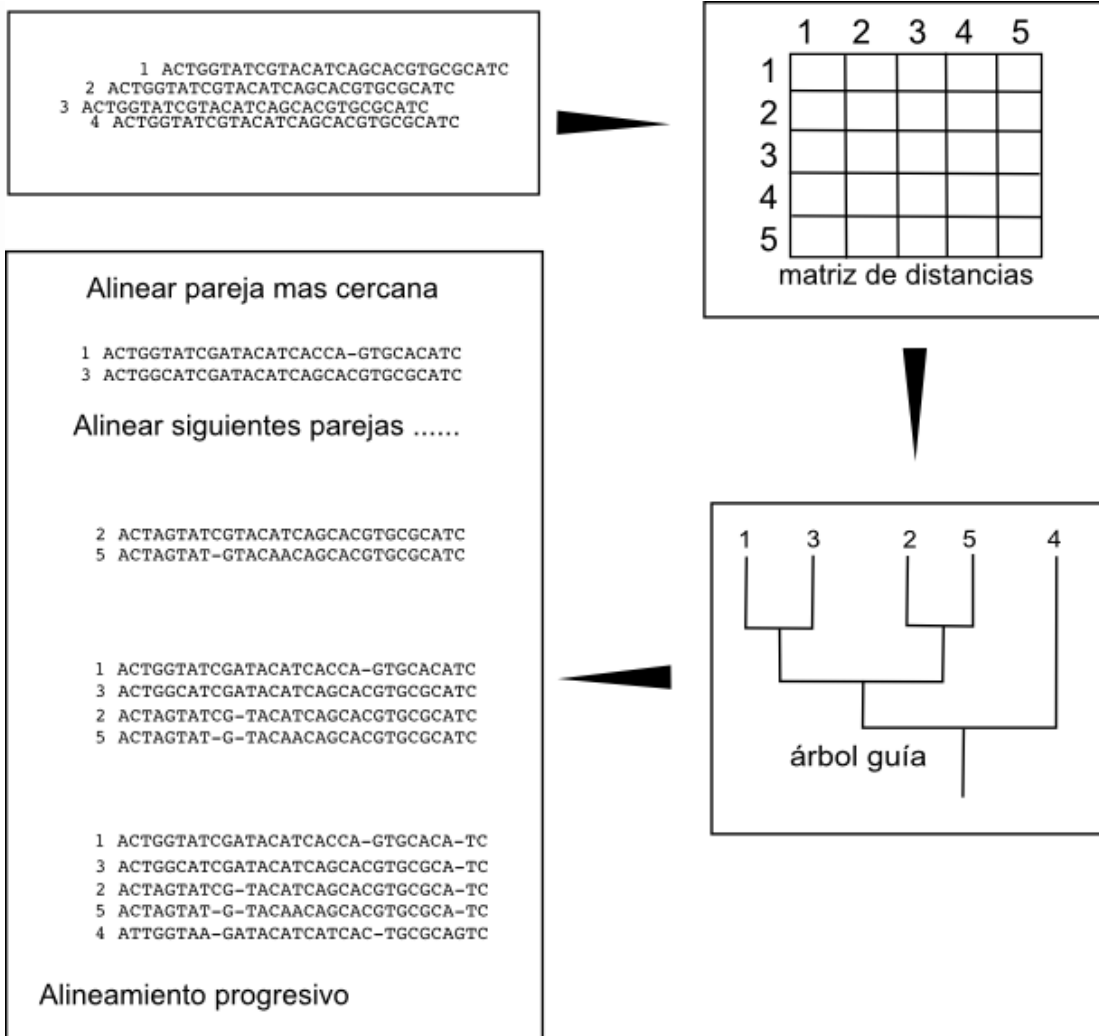 1 ACTGGTATCGTACATCAGCACGTGCGCATC
2 ACTGGTATCGTACATCAGCACGTGCGCATC
3 ACTGGTATCGTACATCAGCACGTGCGCATC
4 ACTGGTATCGTACATCAGCACGTGCGCATC
1 2 3 4 5
1
2
3
4
5
matriz de distancias
1 3 2 5 4
árbol guía
Alinear pareja mas cercana
1 ACTGGTATCGATACATCACCA-GTGCACATC
3 ACTGGCATCGATACATCAGCACGTGCGCATC
Alinear siguientes parejas ......
2 ACTAGTATCGTACATCAGCACGTGCGCATC
5 ACTAGTAT-GTACAACAGCACGTGCGCATC
1 ACTGGTATCGATACATCACCA-GTGCACATC
3 ACTGGCATCGATACATCAGCACGTGCGCATC
2 ACTAGTATCG-TACATCAGCACGTGCGCATC
5 ACTAGTAT-G-TACAACAGCACGTGCGCATC
1 ACTGGTATCGATACATCACCA-GTGCACA-TC
3 ACTGGCATCGATACATCAGCACGTGCGCA-TC
2 ACTAGTATCG-TACATCAGCACGTGCGCA-TC
5 ACTAGTAT-G-TACAACAGCACGTGCGCA-TC
4 ATTGGTAA-GATACATCATCAC-TGCGCAGTC
Alineamiento progresivo